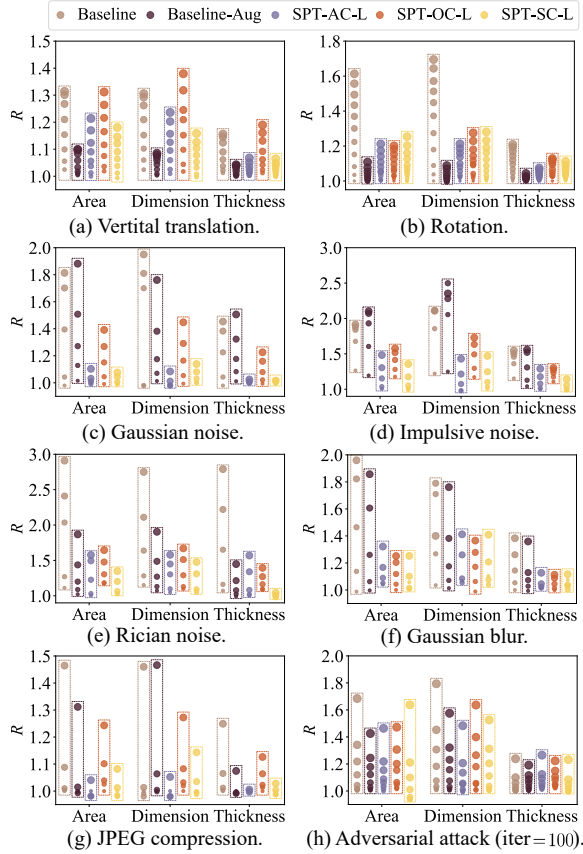 Baseline Baseline-Aug SPT-AC-L SPT-OC-L SPT-SC-L
1.5 1.8
1.4
1.3 1.6
R 1.2 R 1.4
1.1 1.2
1.0 1.0
Area Dimension Thickness Area Dimension Thickness
(a) Vertital translation. (b) Rotation.
2.0 3.0
1.8 2.5
1.6 2.0
R 1.4 R 1.5
1.2
1.0 1.0
Area Dimension Thickness Area Dimension Thickness
(c) Gaussian noise. (d) Impulsive noise.
3.0 2.0
2.5 1.8
R 2.0 R 1.6
1.5 1.4
1.2
1.0 1.0
Area Dimension Thickness Area Dimension Thickness
(e) Rician noise. (f) Gaussian blur.
1.5 2.0
1.4 1.8
1.3 1.6
R 1.2 R 1.4
1.1 1.2
1.0 1.0
Area Dimension Thickness Area Dimension Thickness
(g) JPEG compression. (h) Adversarial attack (iter=100).